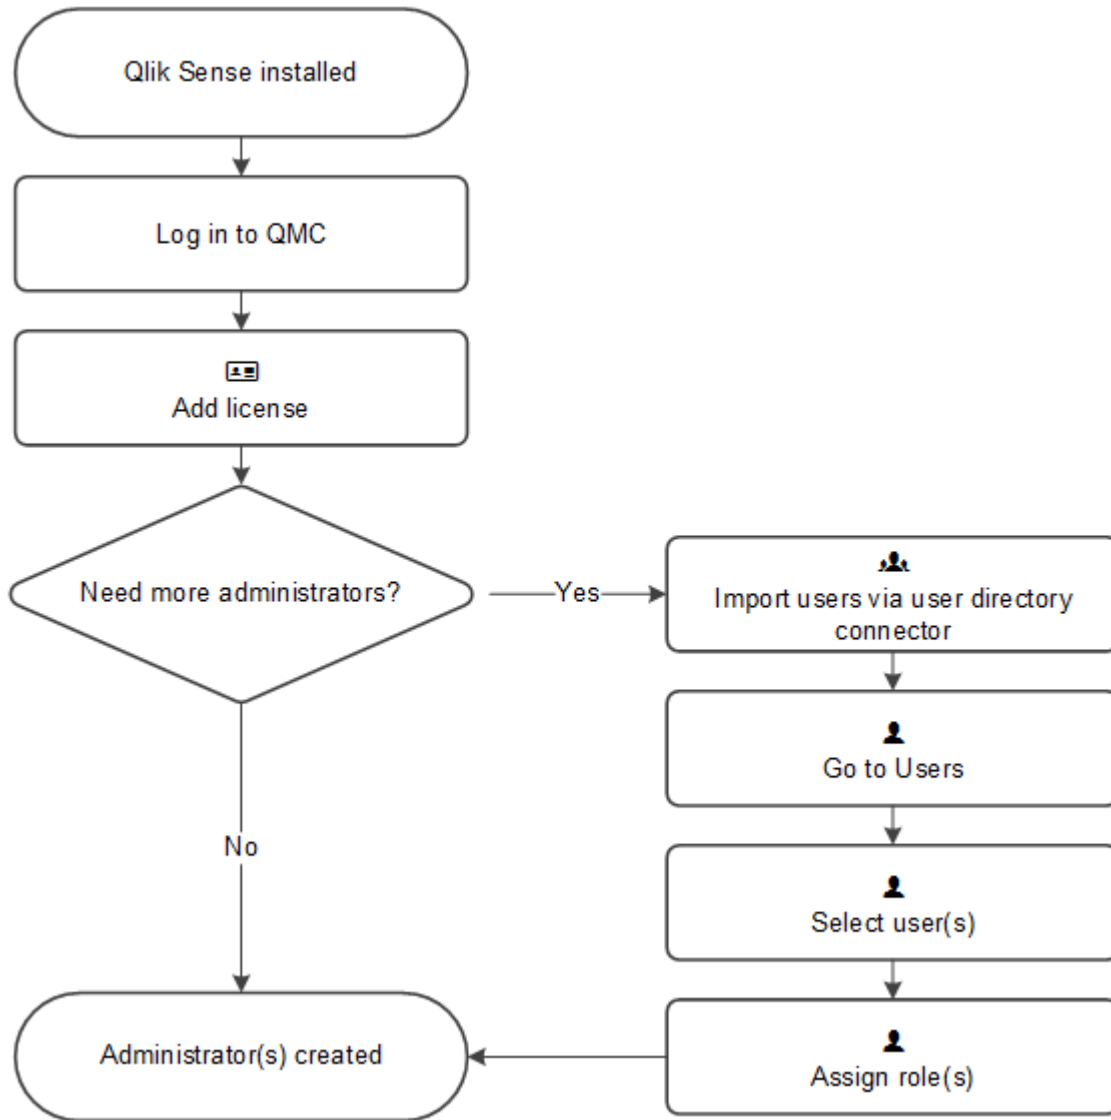 Qlik Sense installed
Log in to QMC
Add license
Need more administrators?
Yes
Import users via user directory
connector
Go to Users
Select user(s)
No
Assign role(s)
Administrator(s) created